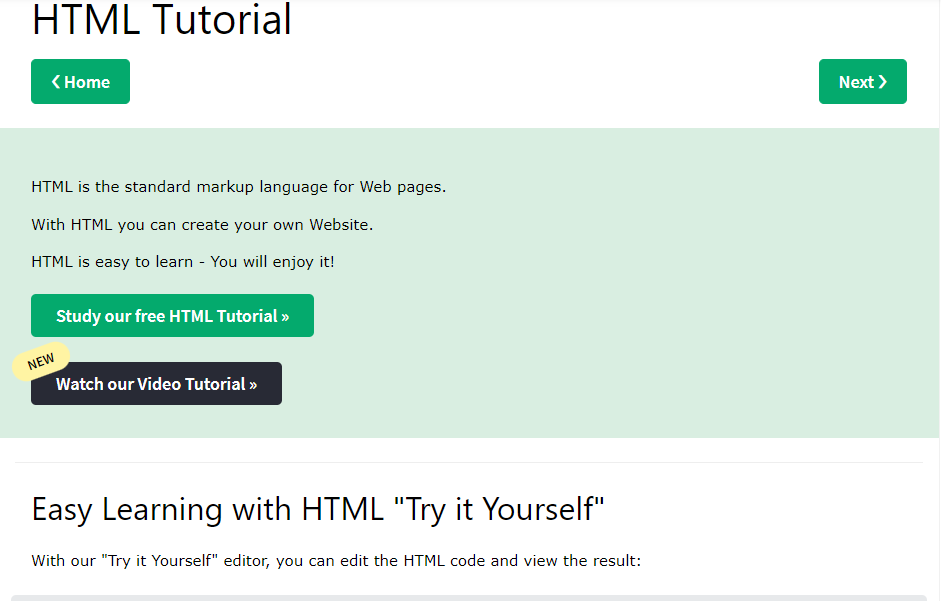 HTML Tutorial
❮ Home
Next ❯
HTML is the standard markup language for Web pages.
With HTML you can create your own Website.
HTML is easy to learn - You will enjoy it!
Study our free HTML Tutorial »
NEW
Watch our Video Tutorial »
Easy Learning with HTML "Try it Yourself"
With our "Try it Yourself" editor, you can edit the HTML code and view the result: